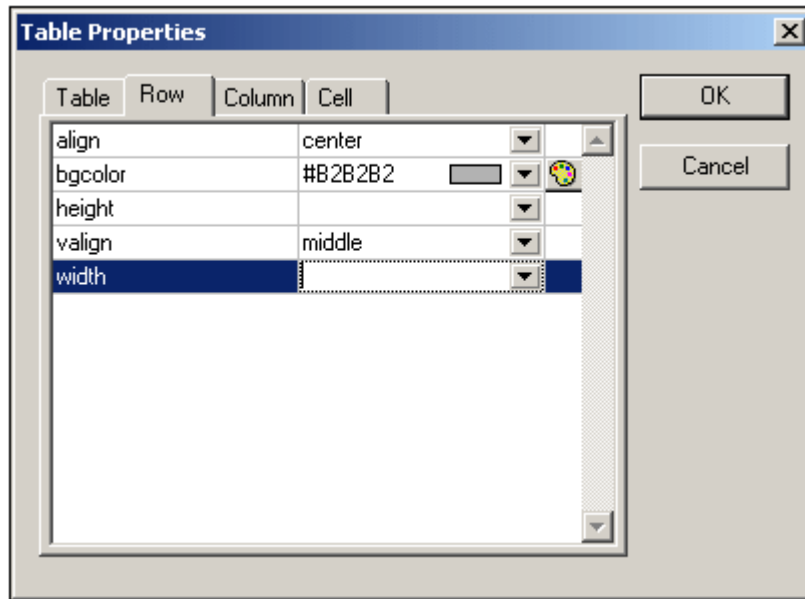 Table Properties
Table Row Column Cell
OK
Cancel
align center
bgcolor #B2B2B2
height
valign middle
width